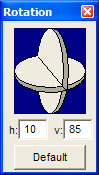 Rotation
h: 10 v: 85
Default